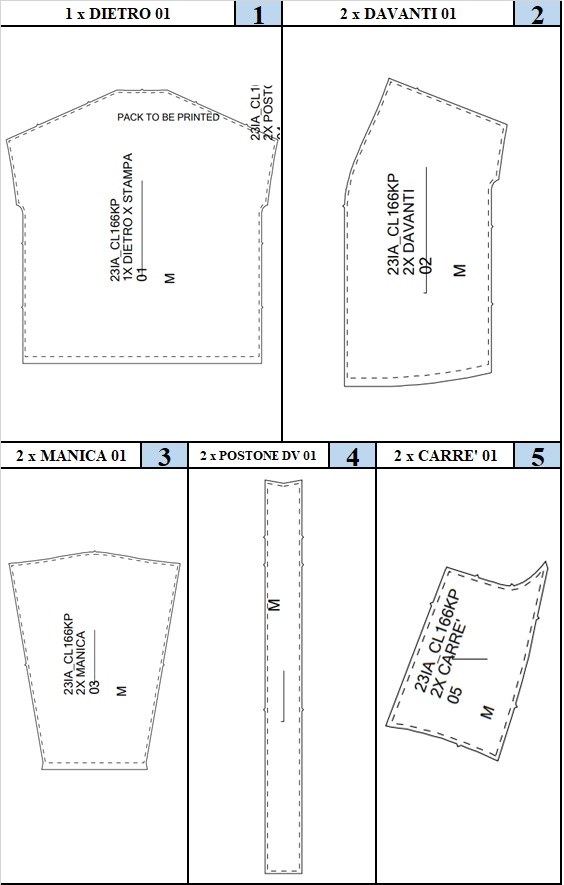 1 x DIETRO 01
1
2 x DAVANTI 01
2
PACK TO BE PRINTED
23IA_CL1
2X POST
23IA_CL166KP
1X DIETRO X STAMPA
01
M
23IA_CL166KP
2X DAVANTI
02
M
2 x MANICA 01
3
2 x POSTONE DV 01
4
2 x CARRE' 01
5
23IA_CL166KP
2X MANICA
03
M
M
23IA_CL166KP
2X CARRE'
05
M